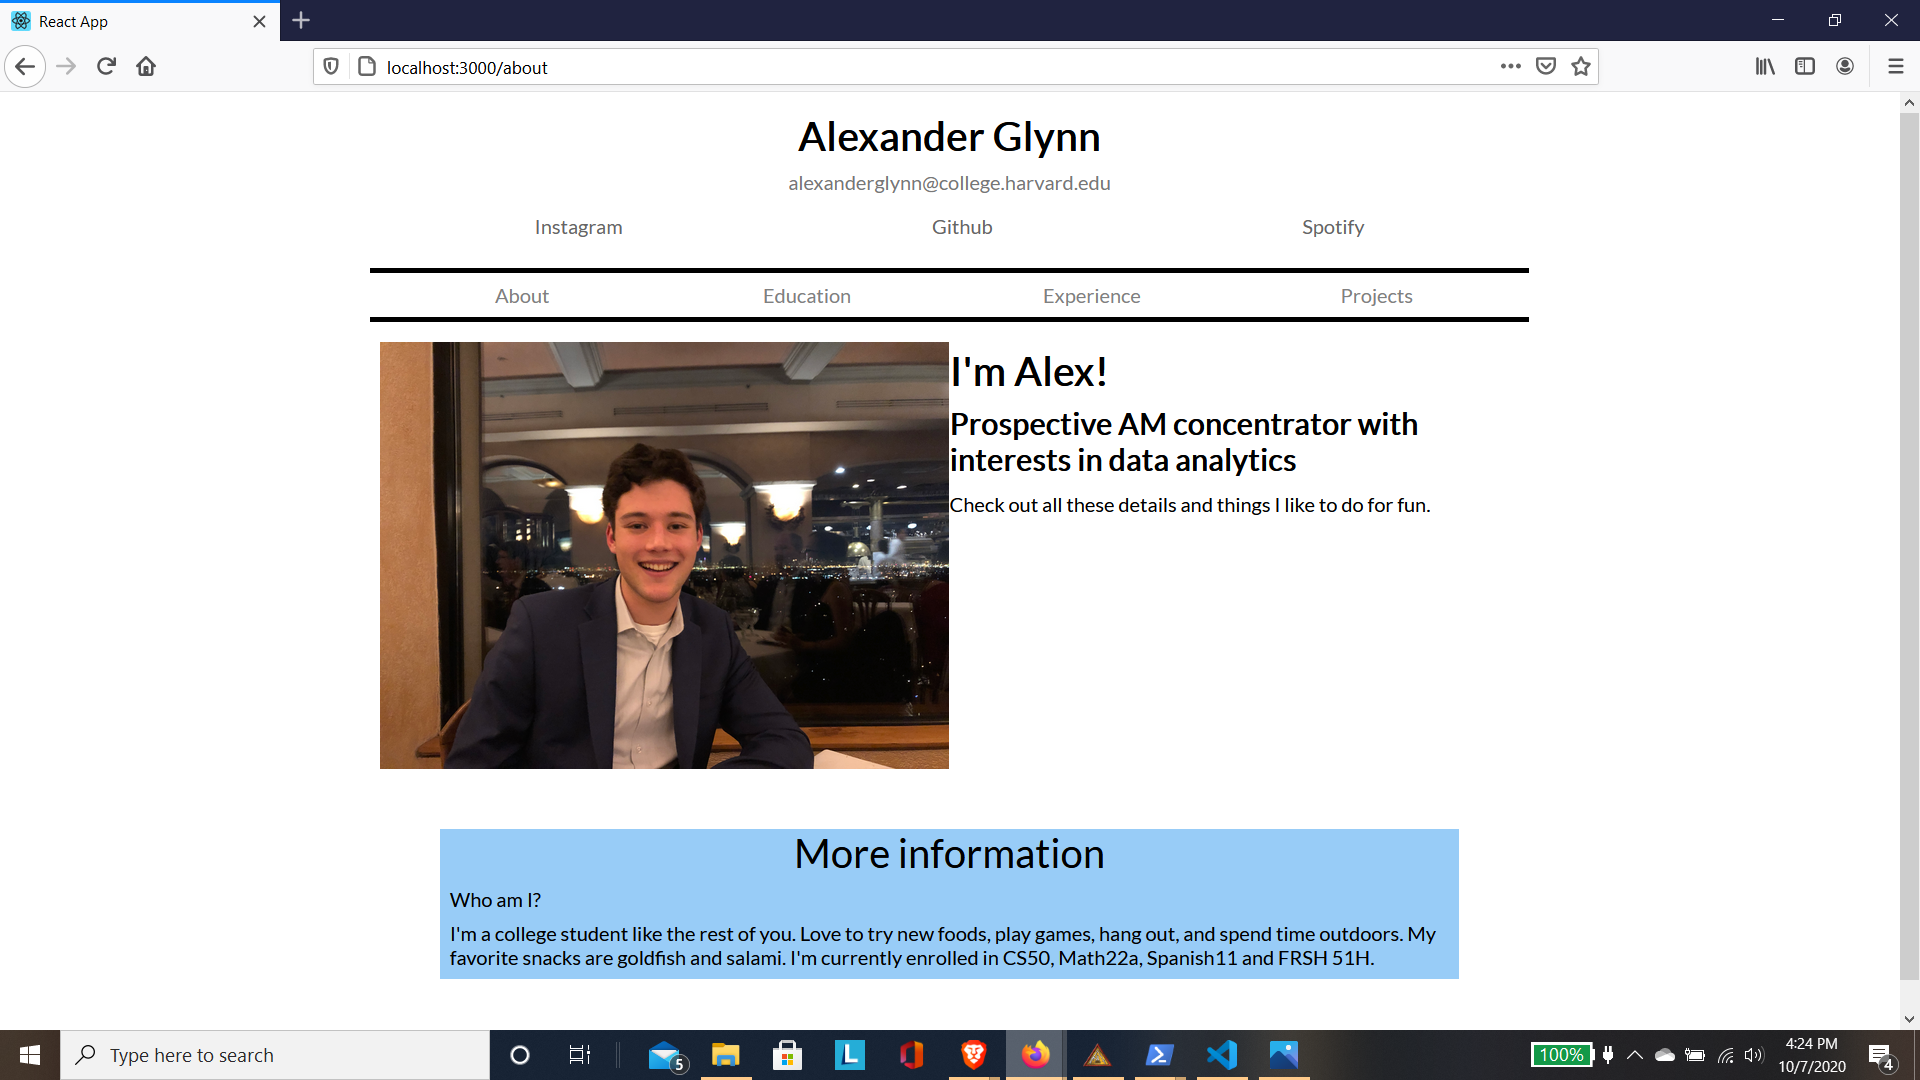 React App
localhost:3000/about
Alexander Glynn
alexanderglynn@college.harvard.edu
Instagram Github Spotify
About Education Experience Projects
I'm Alex!
Prospective AM concentrator with
interests in data analytics
Check out all these details and things I like to do for fun.
More information
Who am I?
I'm a college student like the rest of you. Love to try new foods, play games, hang out, and spend time outdoors. My
favorite snacks are goldfish and salami. I'm currently enrolled in CS50, Math22a, Spanish11 and FRSH 51H.
Type here to search
5
L
100%
4:24 PM
10/7/2020
4